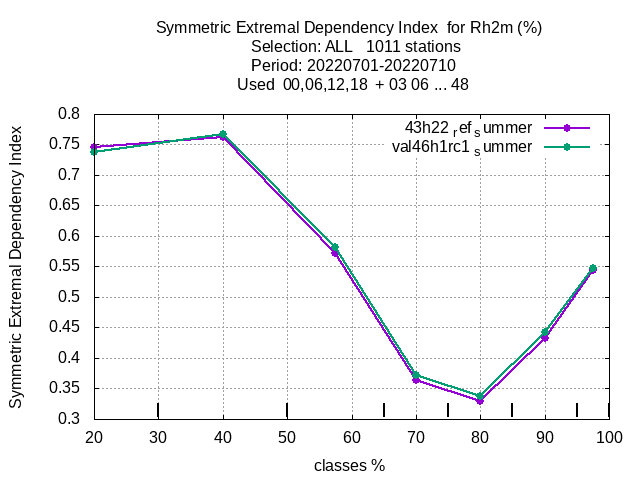 Symmetric Extremal Dependency Index  for Rh2m (%)
Selection: ALL   1011 stations
Period: 20220701-20220710
Used  00,06,12,18  + 03 06 ... 48
43h22_ref_summer
val46h1rc1_summer
Symmetric Extremal Dependency Index
0.8
0.75
0.7
0.65
0.6
0.55
0.5
0.45
0.4
0.35
0.3
20 30 40 50 60 70 80 90 100
classes %